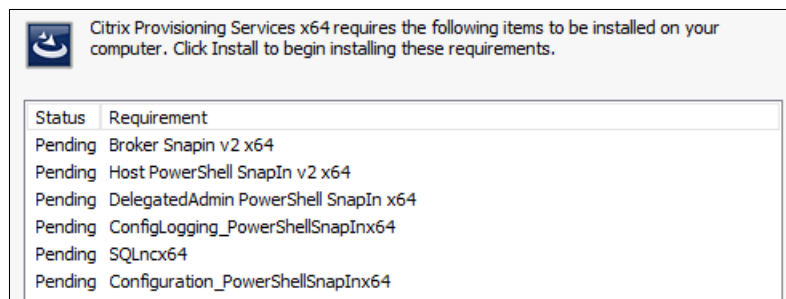 Citrix Provisioning Services x64 requires the following items to be installed on your
computer. Click Install to begin installing these requirements.
Status Requirement
Pending Broker Snapin v2 x64
Pending Host PowerShell SnapIn v2 x64
Pending DelegatedAdmin PowerShell SnapIn x64
Pending ConfigLogging_PowerShellSnapInx64
Pending SQLncx64
Pending Configuration_PowerShellSnapInx64